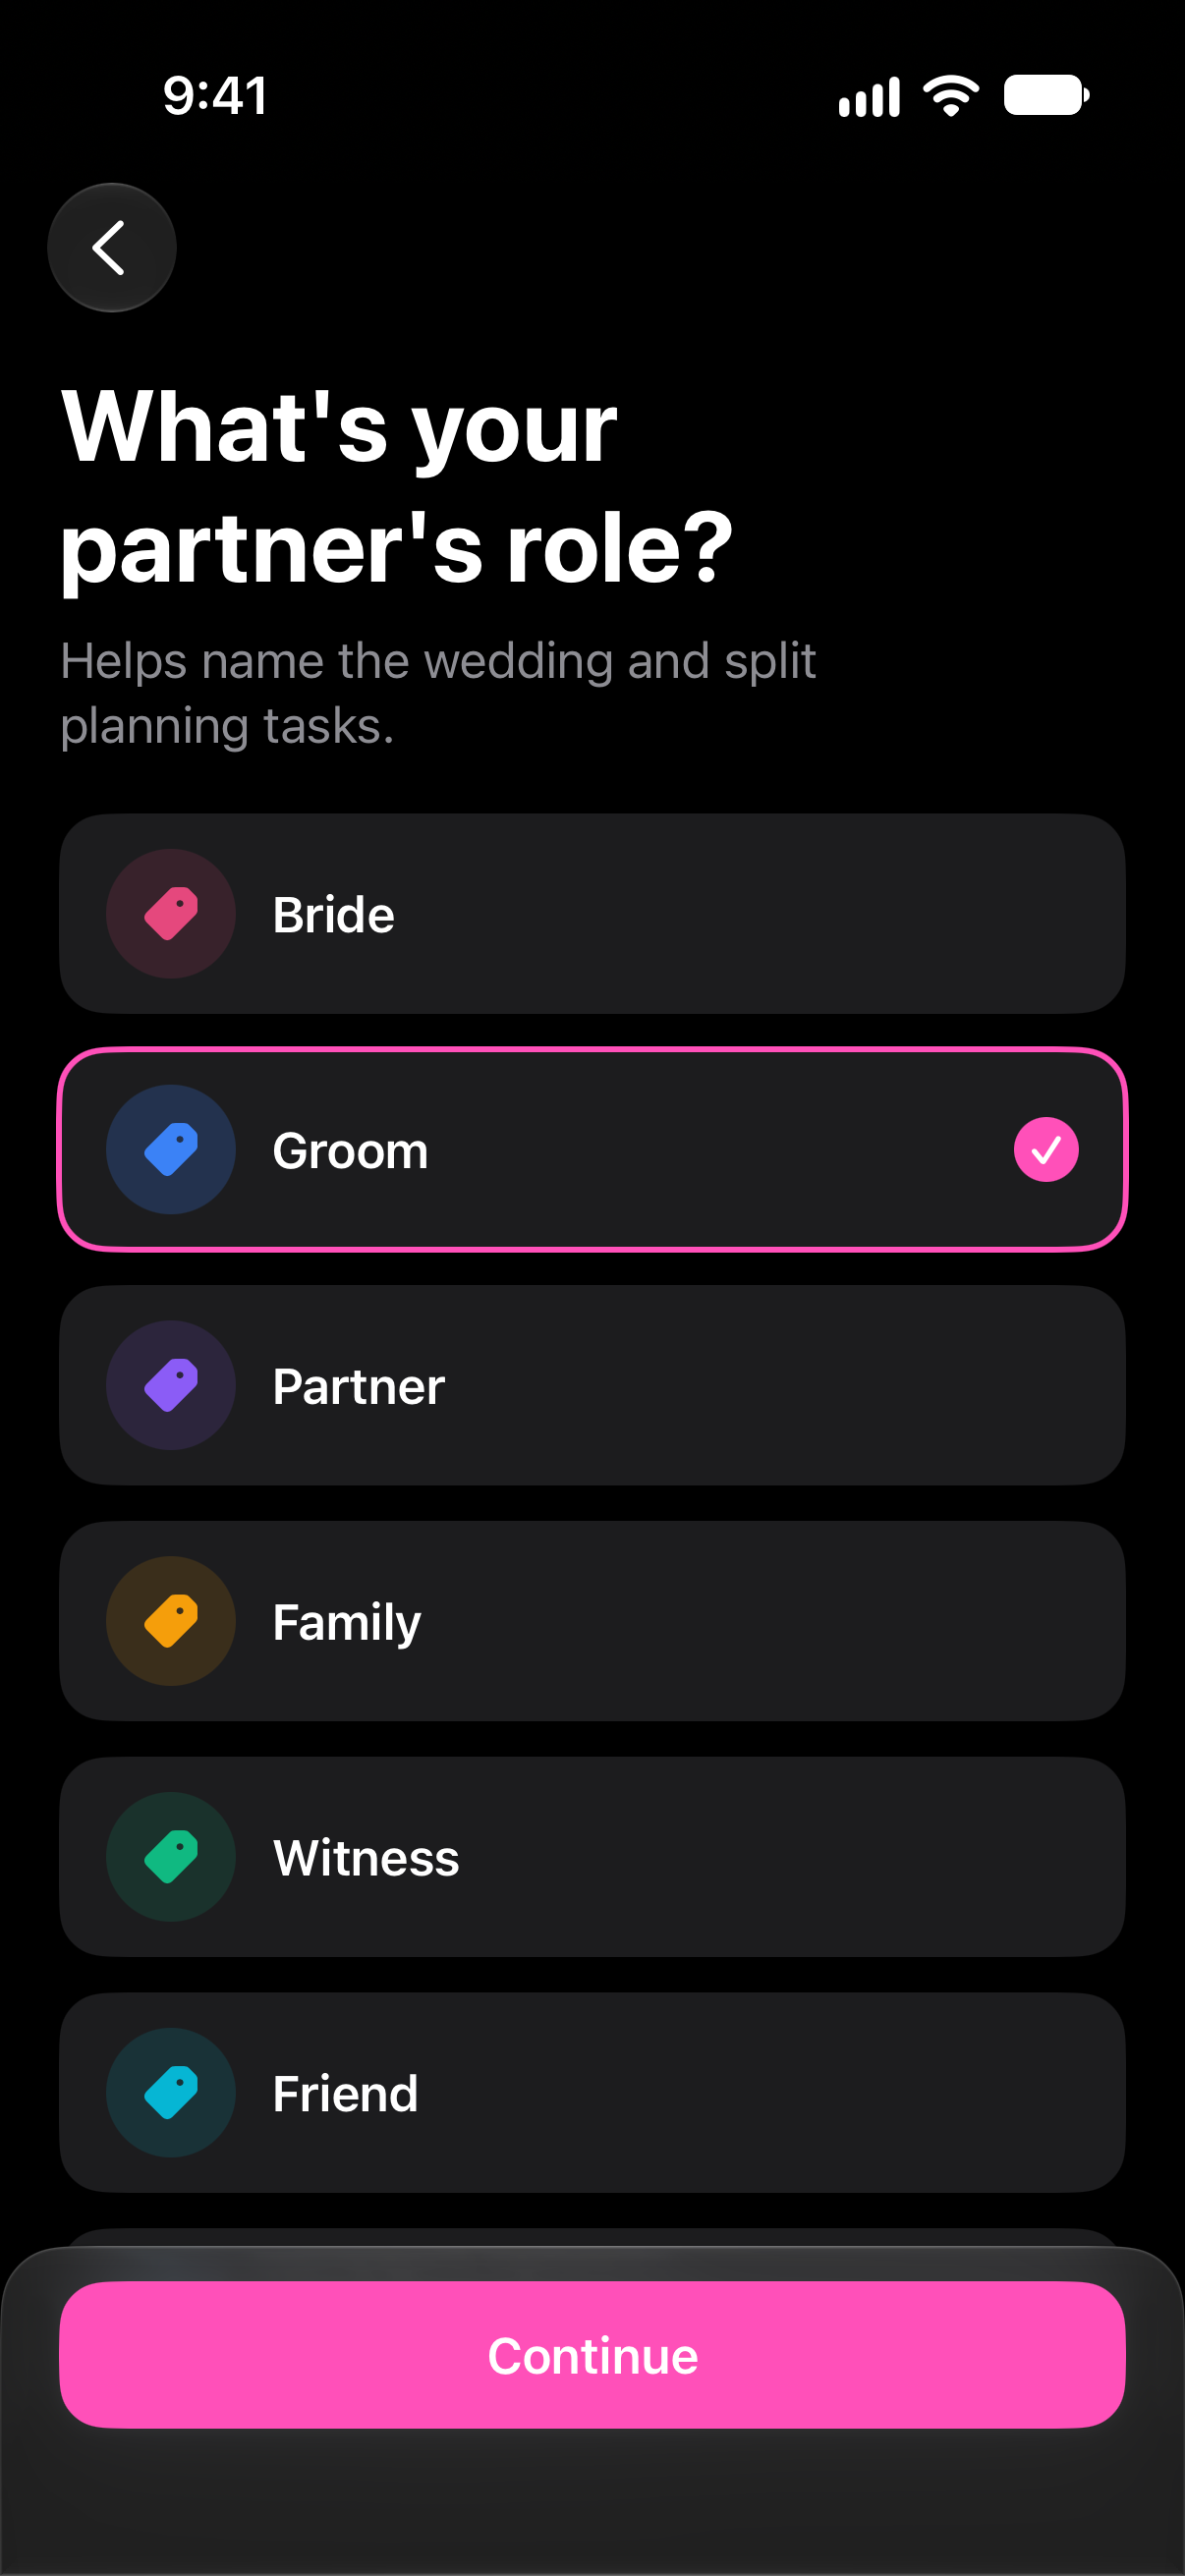 9:41
What's your
partner's role?
Helps name the wedding and split
planning tasks.
Bride
Groom
Partner
Family
Witness
Friend
Continue